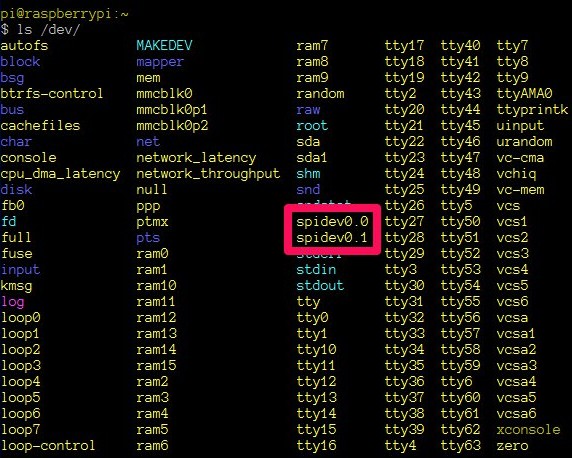 pi@raspberrypi:~
$ ls /dev/
autofs MAKEDEV ram7 tty17 tty40 tty7
block mapper ram8 tty18 tty41 tty8
bsg mem ram9 tty19 tty42 tty9
btrfs-control mmcblk0 random tty2 tty43 ttyAMA0
bus mmcblk0p1 raw tty20 tty44 ttyprintk
cachefiles mmcblk0p2 root tty21 tty45 uinput
char net sda tty22 tty46 urandom
console network_latency sda1 tty23 tty47 vc-cma
cpu_dma_latency network_throughput shm tty24 tty48 vchiq
disk null snd tty25 tty49 vc-mem
fb0 ppp tty26 tty5 vcs
fd ptmx spidev0.0 tty27 tty50 vcs1
full pts spidev0.1 tty28 tty51 vcs2
fuse ram0 tty29 tty52 vcs3
input ram1 stdin tty3 tty53 vcs4
kmsg ram10 stdout tty30 tty54 vcs5
log ram11 tty tty31 tty55 vcs6
loop0 ram12 tty0 tty32 tty56 vcsa
loop1 ram13 tty1 tty33 tty57 vcsa1
loop2 ram14 tty10 tty34 tty58 vcsa2
loop3 ram15 tty11 tty35 tty59 vcsa3
loop4 ram2 tty12 tty36 tty6 vcsa4
loop5 ram3 tty13 tty37 tty60 vcsa5
loop6 ram4 tty14 tty38 tty61 vcsa6
loop7 ram5 tty15 tty39 tty62 xconsole
loop-control ram6 tty16 tty4 tty63 zero